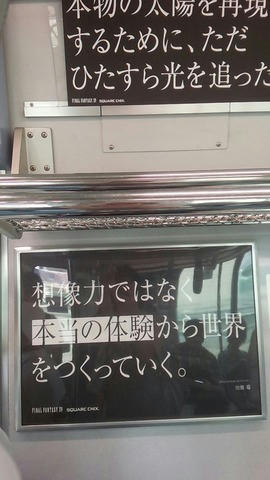 本物の太陽を再現
するために、ただ
ひたすら光を追った
FINAL FANTASY XV SQUARE ENIX
想像力ではなく
本当の体験から世界
をつくっていく。
FINAL FANTASY XV SQUARE ENIX